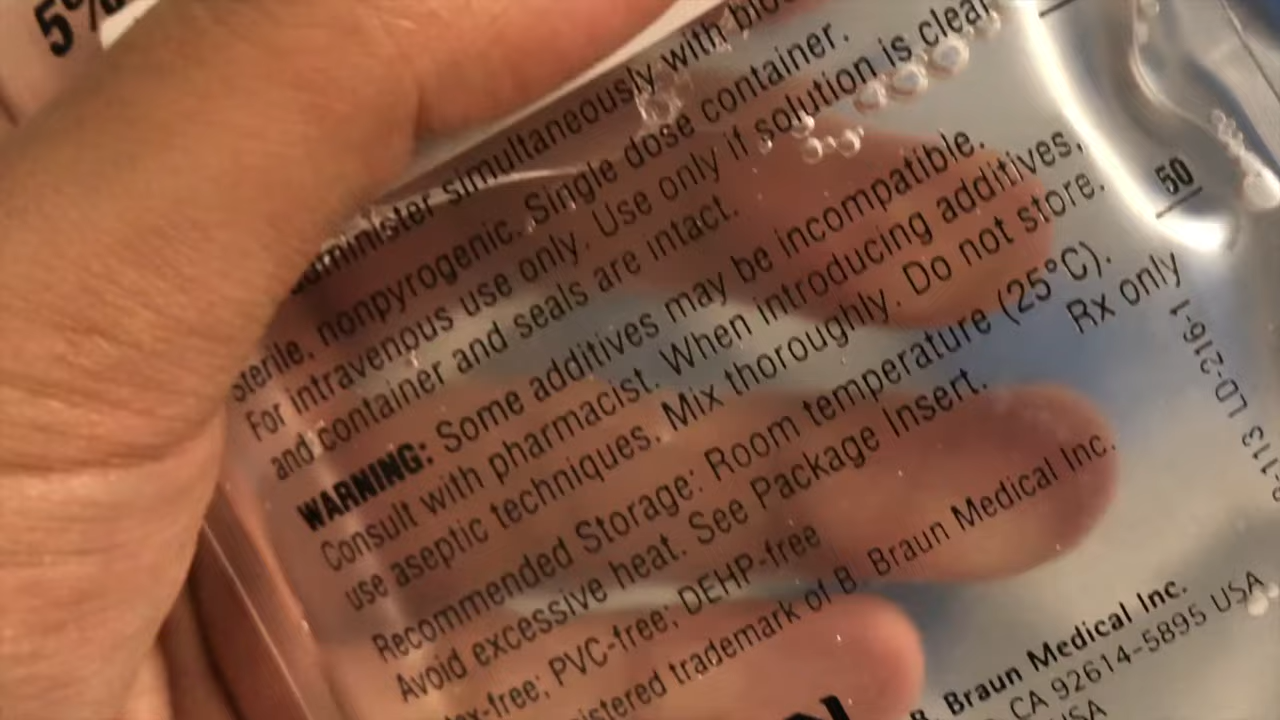 5%
simultaneously with
sterile, nonpyrogenic. Single dose container.
For intravenous use only. Use only if solution is clear
and container and seals are intact.
WARNING: Some additives may be incompatible.
Consult with pharmacist. When introducing additives,
use aseptic techniques. Mix thoroughly. Do not store.
Recommended Storage: Room temperature (25°C).
Avoid excessive heat. See Package Insert.
Rx only
PVC-free; DEHP-free
trademark of B. Braun Medical Inc.
B. Braun Medical Inc.
CA 92614-5895 USA
USA
50
LD-216-1